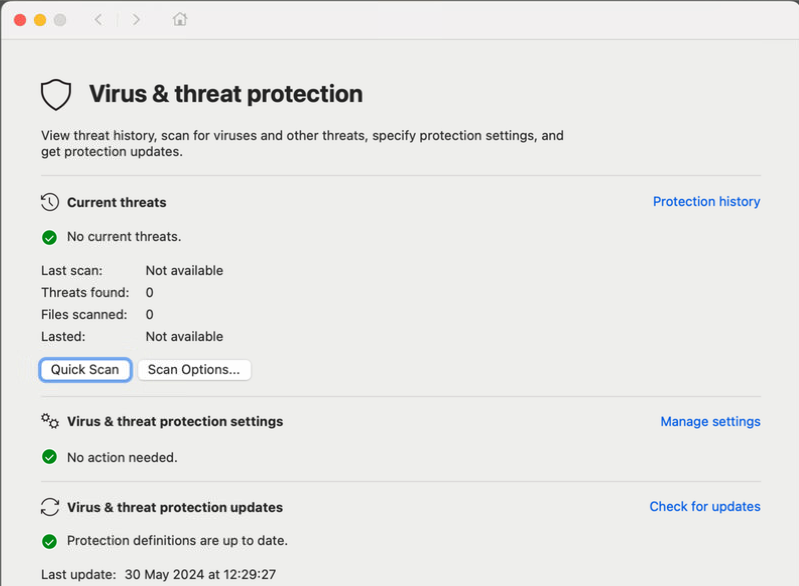 Virus & threat protection
View threat history, scan for viruses and other threats, specify protection settings, and
get protection updates.
Current threats
Protection history
No current threats.
Last scan: Not available
Threats found: 0
Files scanned: 0
Lasted: Not available
Quick Scan
Scan Options...
Virus & threat protection settings
Manage settings
No action needed.
Virus & threat protection updates
Check for updates
Protection definitions are up to date.
Last update: 30 May 2024 at 12:29:27